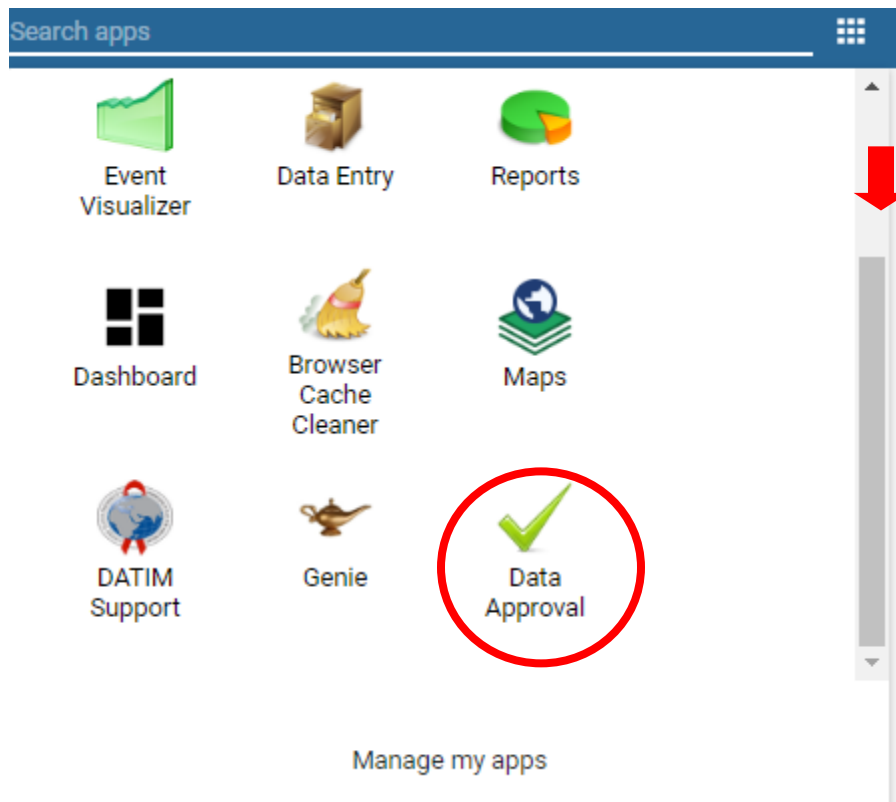 Search apps
Event
Visualizer
Data Entry
Reports
Dashboard
Browser
Cache
Cleaner
Maps
DATIM
Support
Genie
Data
Approval
Manage my apps